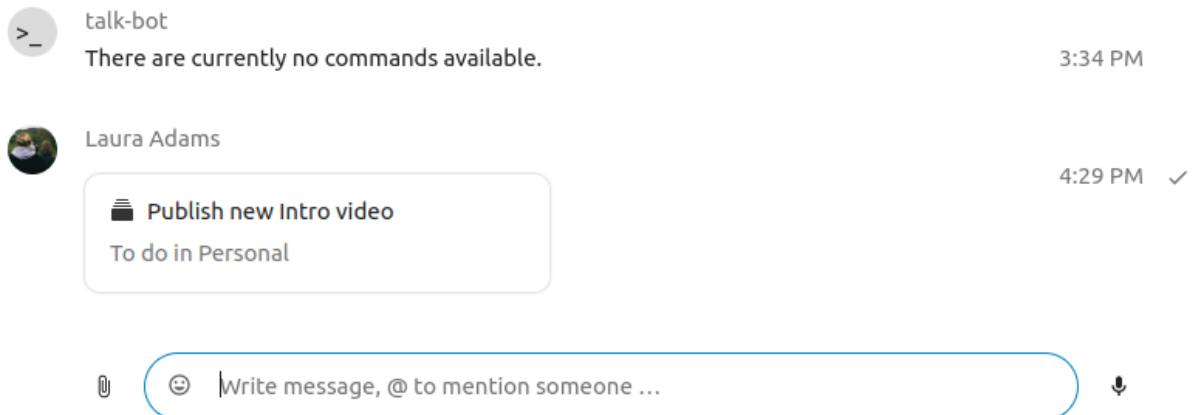 >_
talk-bot
There are currently no commands available.
3:34 PM
Laura Adams
4:29 PM
Publish new Intro video
To do in Personal
Write message, @ to mention someone …